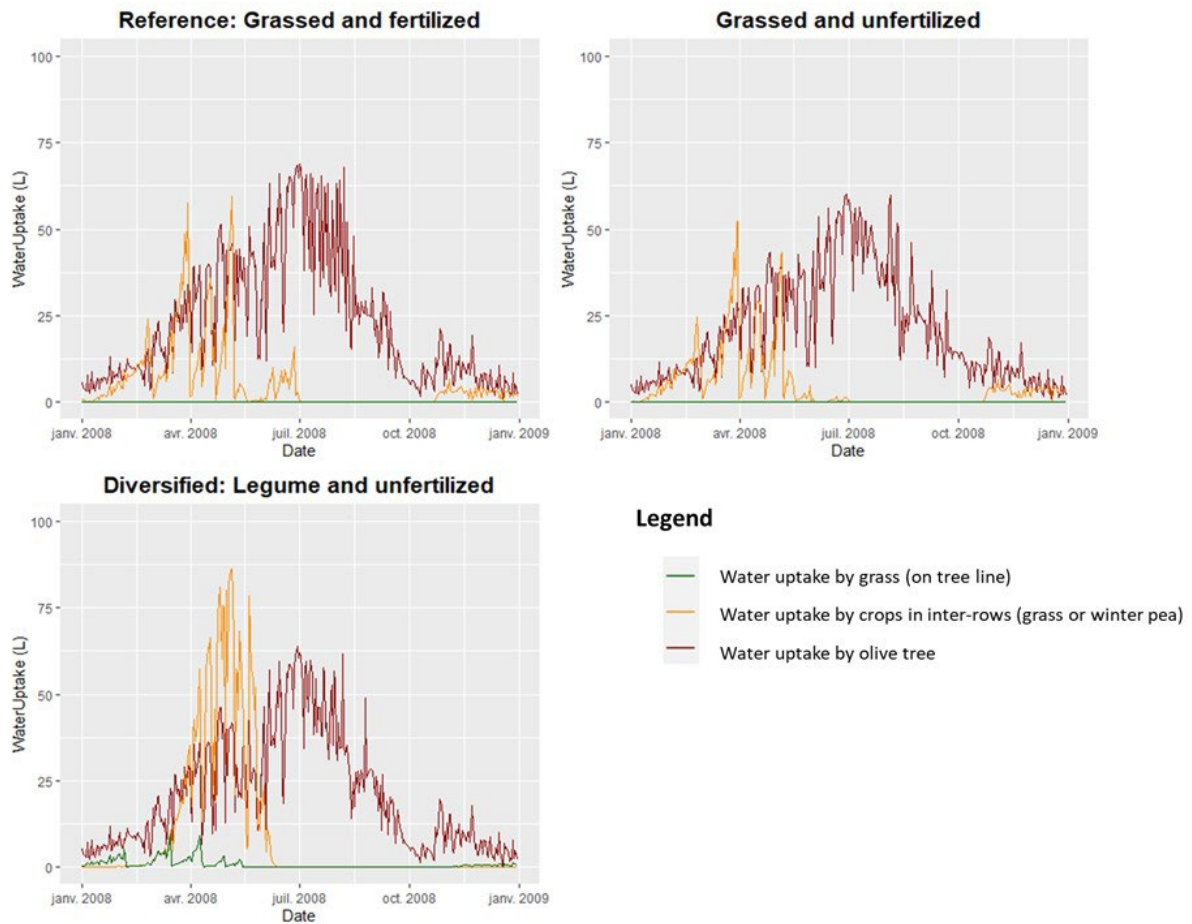 Reference: Grassed and fertilized
WaterUptake (L)
100
75
50
25
0
janv. 2008
avr. 2008
juil. 2008
oct. 2008
janv. 2009
Date
Grassed and unfertilized
WaterUptake (L)
100
75
50
25
0
janv. 2008
avr. 2008
juil. 2008
oct. 2008
janv. 2009
Date
Diversified: Legume and unfertilized
WaterUptake (L)
100
75
50
25
0
janv. 2008
avr. 2008
juil. 2008
oct. 2008
janv. 2009
Date
Legend
Water uptake by grass (on tree line)
Water uptake by crops in inter-rows (grass or winter pea)
Water uptake by olive tree